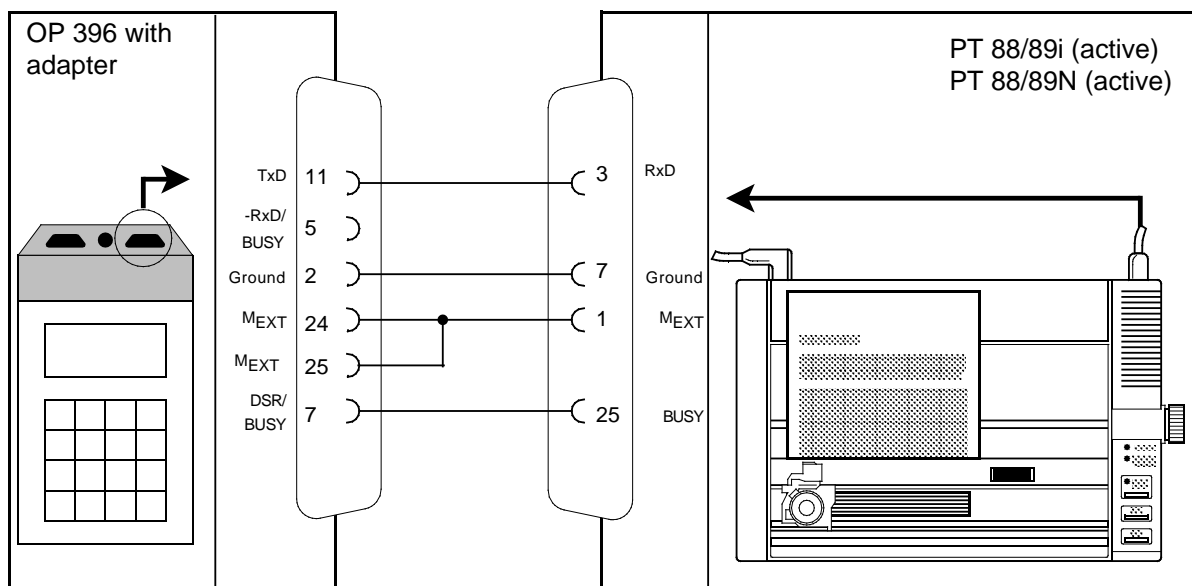 OP 396 with
adapter
PT 88/89i (active)
PT 88/89N (active)
TxD 11 3 RxD
-RxD/
BUSY 5
Ground 2 7 Ground
MEXT 24 1 MEXT
MEXT 25
DSR/
BUSY 7 25 BUSY